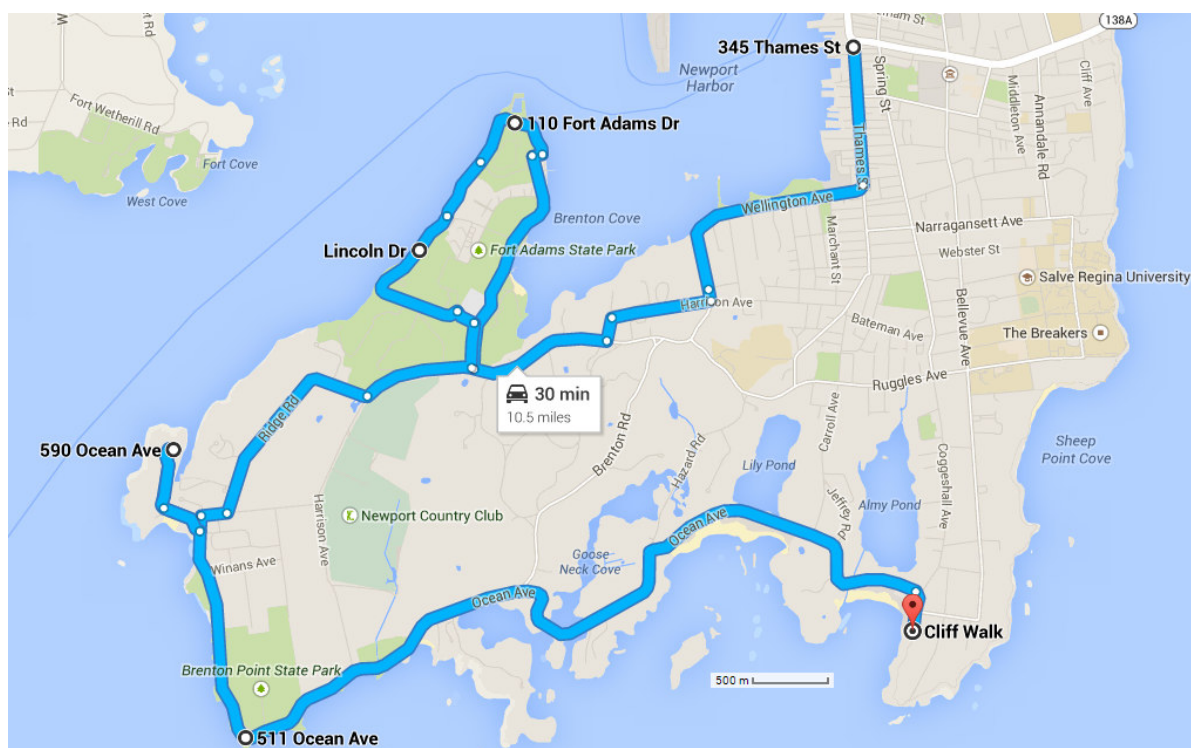 138A
345 Thames St
Newport
Harbor
Spring St
Middleton Ave
Annandale Rd
Cliff Ave
Fort Wetherill Rd
Fort Cove
West Cove
110 Fort Adams Dr
Thames St
Wellington Ave
Brenton Cove
Marchant St
Narragansett Ave
Webster St
Lincoln Dr
Fort Adams State Park
Salve Regina University
Harrison Ave
Bateman Ave
Bellevue Ave
The Breakers
30 min
10.5 miles
Ruggles Ave
Ridge Rd
Brenton Rd
Carroll Ave
590 Ocean Ave
Hazard Rd
Lily Pond
Sheep
Point Cove
Coggeshall Ave
Jeffrey Rd
Almy Pond
Newport Country Club
Harrison Ave
Ocean Ave
Winans Ave
Goose
Neck Cove
Ocean Ave
Cliff Walk
Brenton Point State Park
500 m
511 Ocean Ave